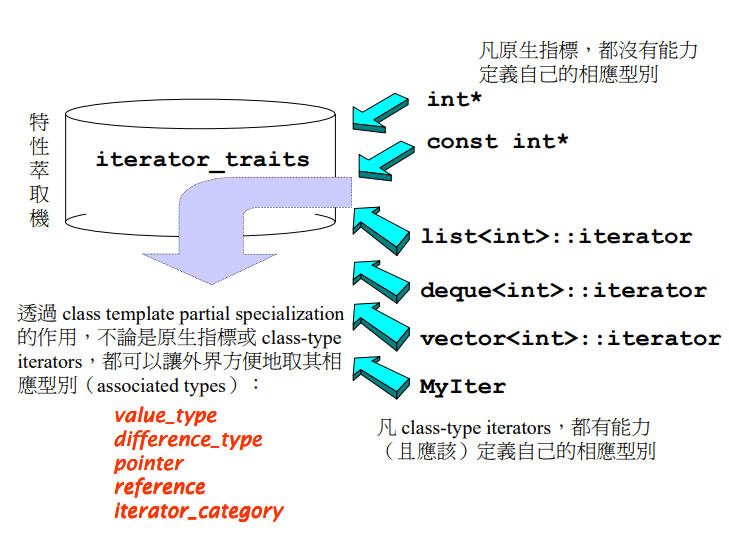 凡原生指標，都沒有能力
定義自己的相應型別
int*
const int*
特性萃取機
iterator_traits
list<int>::iterator
deque<int>::iterator
vector<int>::iterator
MyIter
凡 class-type iterators，都有能力
（且應該）定義自己的相應型別
透過 class template partial specialization
的作用，不論是原生指標或 class-type
iterators，都可以讓外界方便地取其相
應型別（associated types）：
value_type
difference_type
pointer
reference
iterator_category